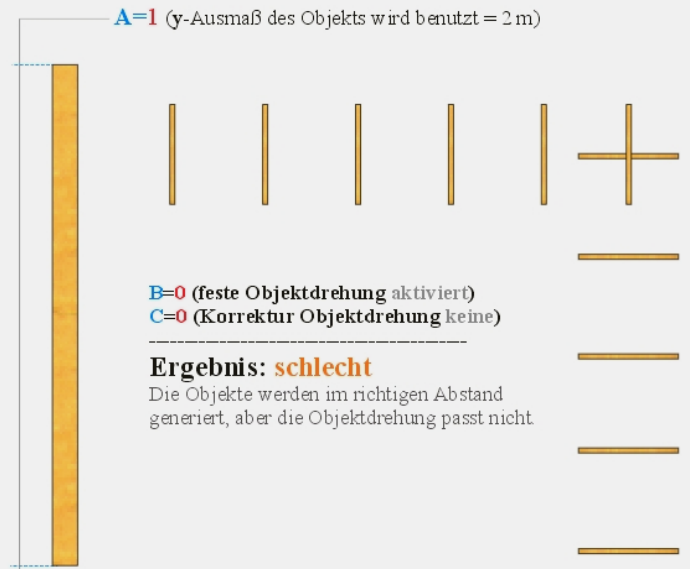 A=1 (y-Ausmaß des Objekts wird benutzt = 2 m)
B=0 (feste Objektdrehung aktiviert)
C=0 (Korrektur Objektdrehung keine)
Ergebnis: schlecht
Die Objekte werden im richtigen Abstand
generiert, aber die Objektdrehung passt nicht.